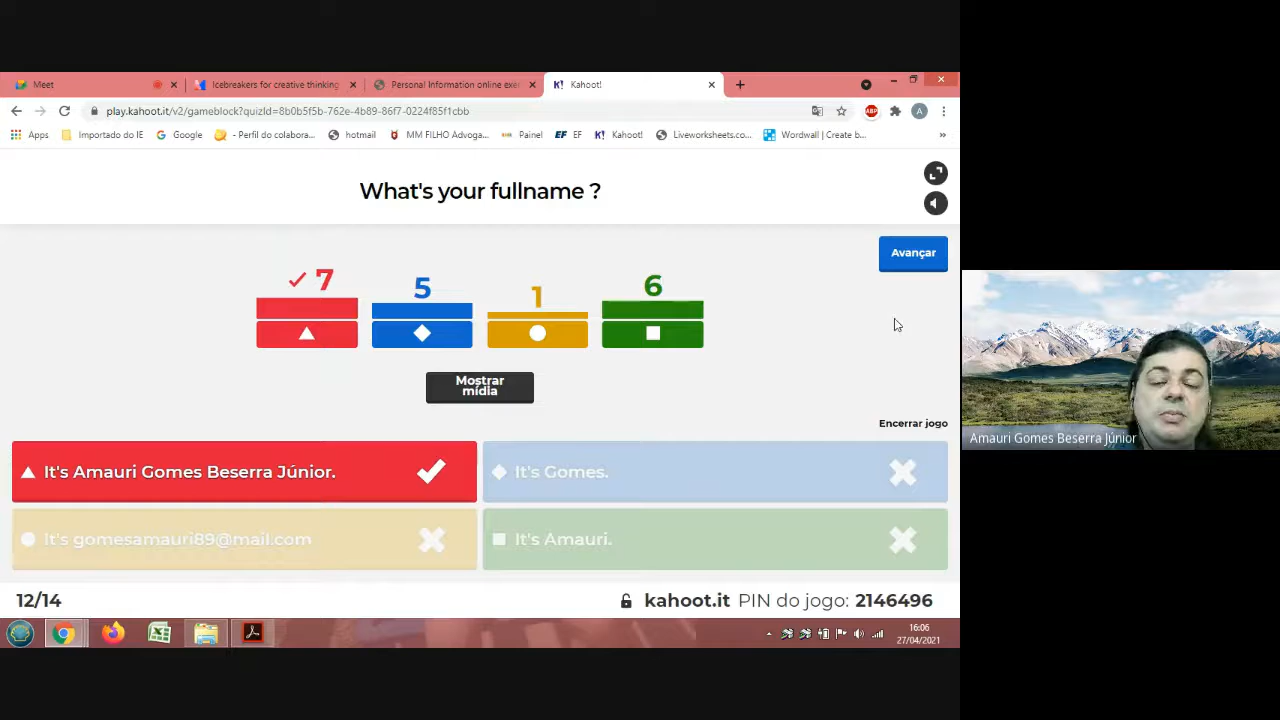 Meet
Icebreakers for creative thinking
Personal Information online exe
K! Kahoot!
play.kahoot.it/v2/gameblock?quizId=8b0b5f5b-762e-4b89-86f7-0224f85f1cbb
A
Apps
Importado do IE
G Google
- Perfil do colabora...
hotmail
MM FILHO Advoga...
Painel
EF EF
K! Kahoot!
Liveworksheets.co...
Wordwall | Create b...
»
What's your fullname ?
Avançar
7
5
1
6
Mostrar
mídia
Encerrar jogo
It's Amauri Gomes Beserra Júnior.
It's Gomes.
It's gomesamauri89@mail.com
It's Amauri.
12/14
kahoot.it PIN do jogo: 2146496
16:06
27/04/2021
Amauri Gomes Beserra Júnior